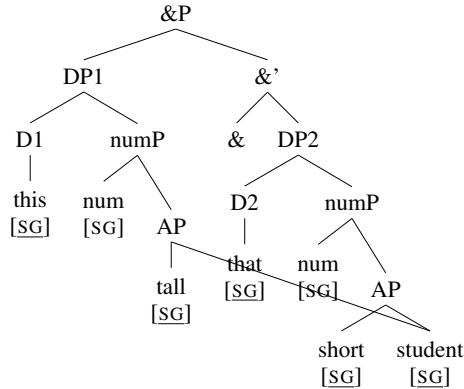 &P
DP1 &'
D1 numP & DP2
this num AP D2 numP
[SG] [SG] tall that num AP
[SG] [SG] [SG] short student
[SG] [SG]